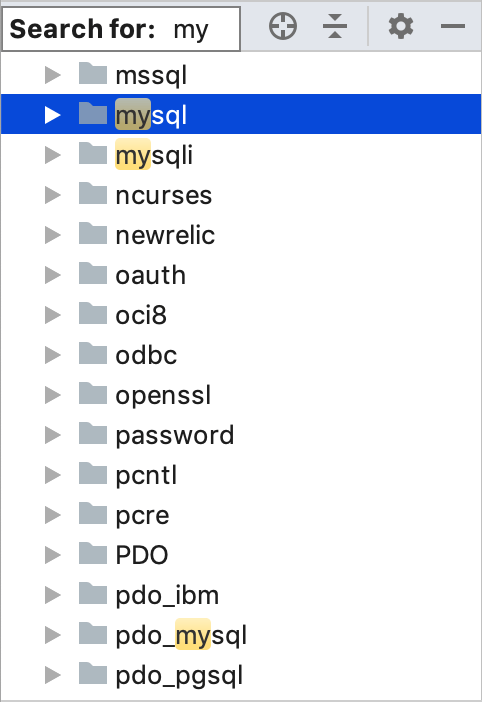 Search for: my
mssql
mysql
mysqli
ncurses
newrelic
oauth
oci8
odbc
openssl
password
pcntl
pcre
PDO
pdo_ibm
pdo_mysql
pdo_pgsql